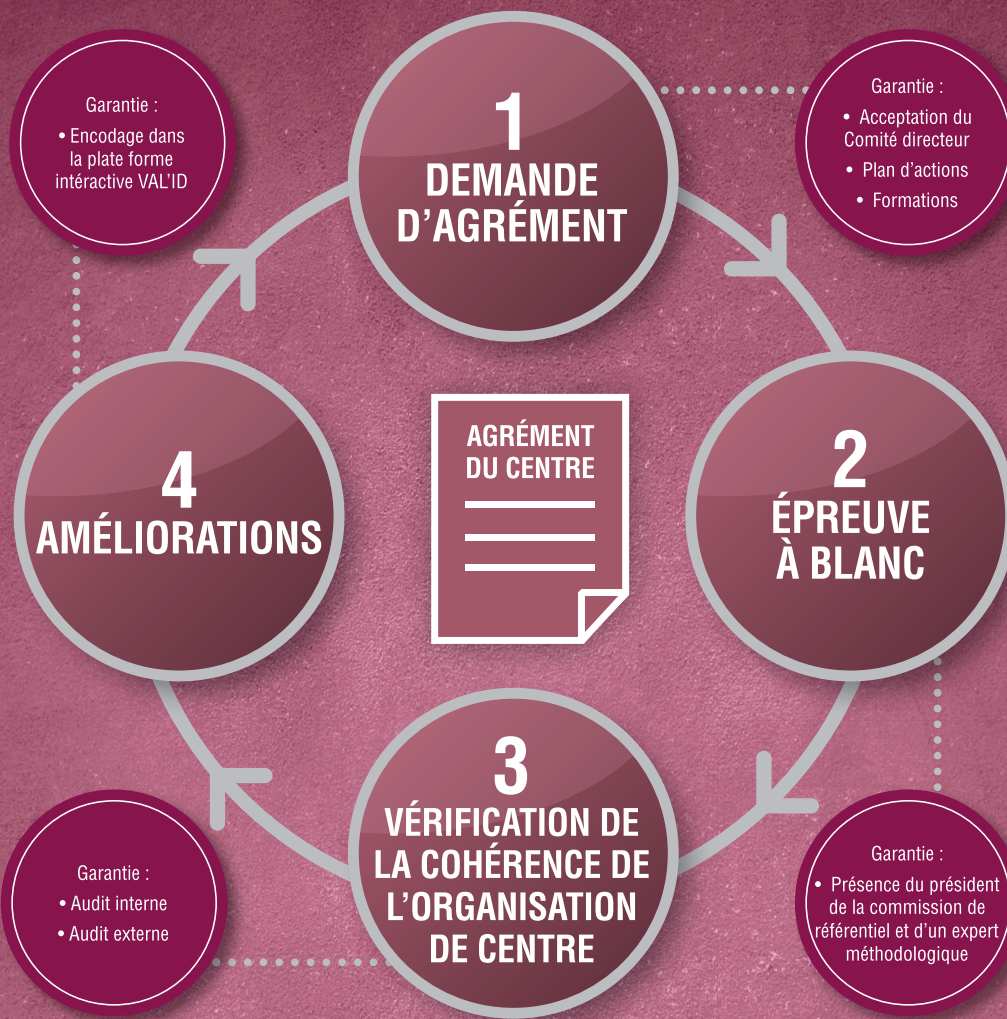 1
DEMANDE
D'AGRÉMENT
Garantie :
• Acceptation du
Comité directeur
• Plan d'actions
• Formations
2
ÉPREUVE
À BLANC
Garantie :
• Présence du président
de la commission de
référentiel et d'un expert
méthodologique
3
VÉRIFICATION DE
LA COHÉRENCE DE
L'ORGANISATION
DE CENTRE
Garantie :
• Audit interne
• Audit externe
4
AMÉLIORATIONS
Garantie :
• Encodage dans
la plate forme
intéractive VAL'ID
AGRÉMENT
DU CENTRE